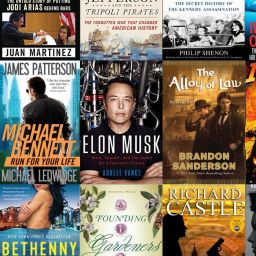 THE UNTOLD STORY OF PUTTING
JODI ARIAS BEHIND BARS
JUAN MARTINEZ
AND THE
TRIPOLI PIRATES
THE FORGOTTEN WAR THAT CHANGED
AMERICAN HISTORY
THE SECRET HISTORY OF
THE KENNEDY ASSASSINATION
PHILIP SHENON
JAMES PATTERSON
MICHAEL
BENNETT
RUN FOR YOUR LIFE
MICHAEL LEDWIDGE
ELON MUSK
Tesla, SpaceX, and the Quest
for a Fantastic Future
ASHLEE VANCE
The Alloy of Law
BRANDON
SANDERSON
BETHENNY
FOUNDING
Gardeners
RICHARD
CASTLE